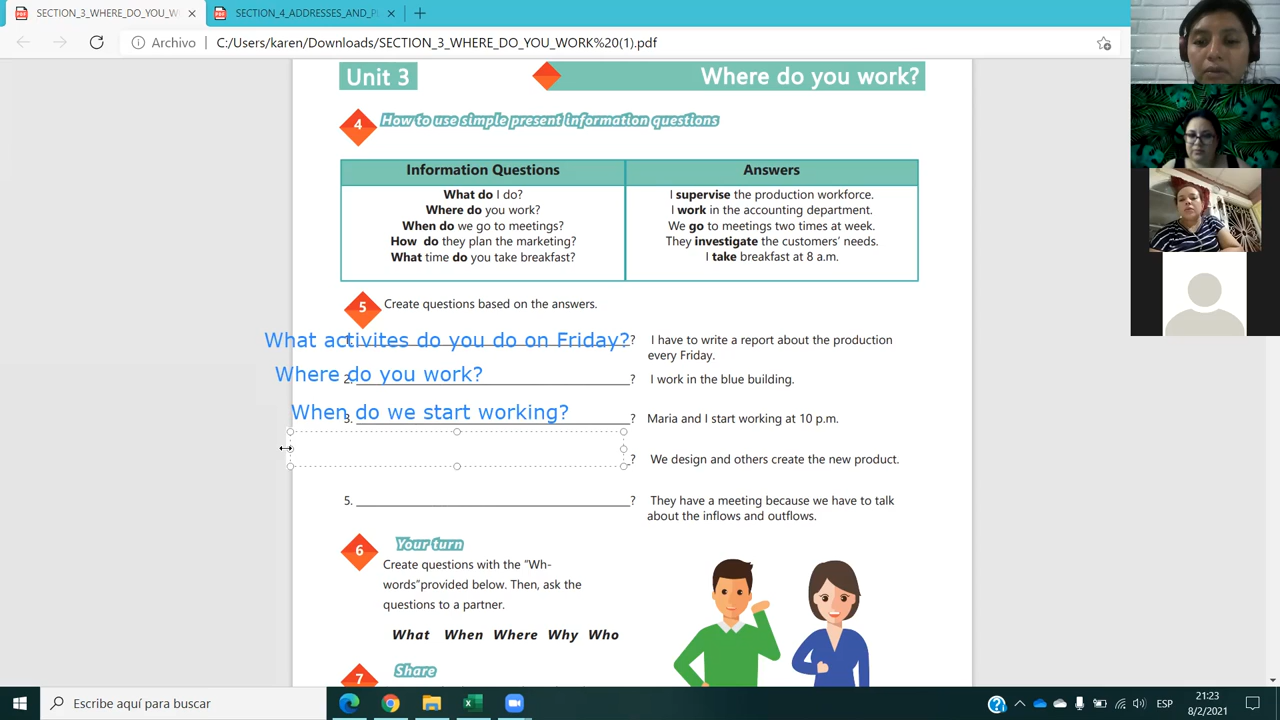 SECTION_3_WHERE_DO_YOU_W
SECTION_4_ADDRESSES_AND_P
Archivo
C:/Users/karen/Downloads/SECTION_3_WHERE_DO_YOU_WORK%20(1).pdf
Unit 3
Where do you work?
4
How to use simple present information questions
Information Questions
Answers
What do I do?
I supervise the production workforce.
Where do you work?
I work in the accounting department.
When do we go to meetings?
We go to meetings two times at week.
How do they plan the marketing?
They investigate the customers' needs.
What time do you take breakfast?
I take breakfast at 8 a.m.
5
Create questions based on the answers.
What activites do you do on Friday?
1. ? I have to write a report about the production
every Friday.
Where do you work?
2. ? I work in the blue building.
When do we start working?
3. ? Maria and I start working at 10 p.m.
? We design and others create the new product.
5. ? They have a meeting because we have to talk
about the inflows and outflows.
6
Your turn
Create questions with the "Wh-
words"provided below. Then, ask the
questions to a partner.
What When Where Why Who
7
Share
Escribe aquí para buscar
ESP
21:23
8/2/2021